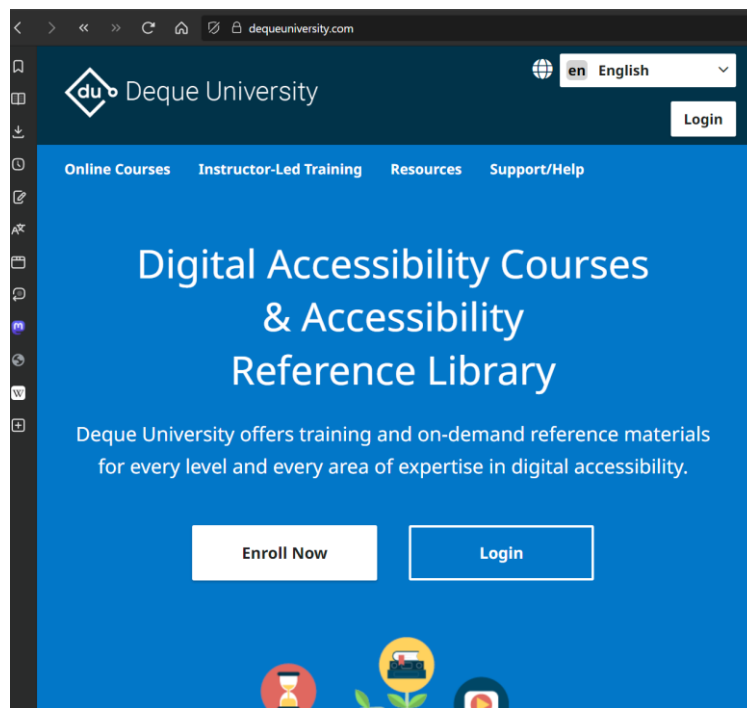 dequeuniversity.com
du Deque University
en English
Login
Online Courses Instructor-Led Training Resources Support/Help
Digital Accessibility Courses
& Accessibility
Reference Library
Deque University offers training and on-demand reference materials
for every level and every area of expertise in digital accessibility.
Enroll Now Login